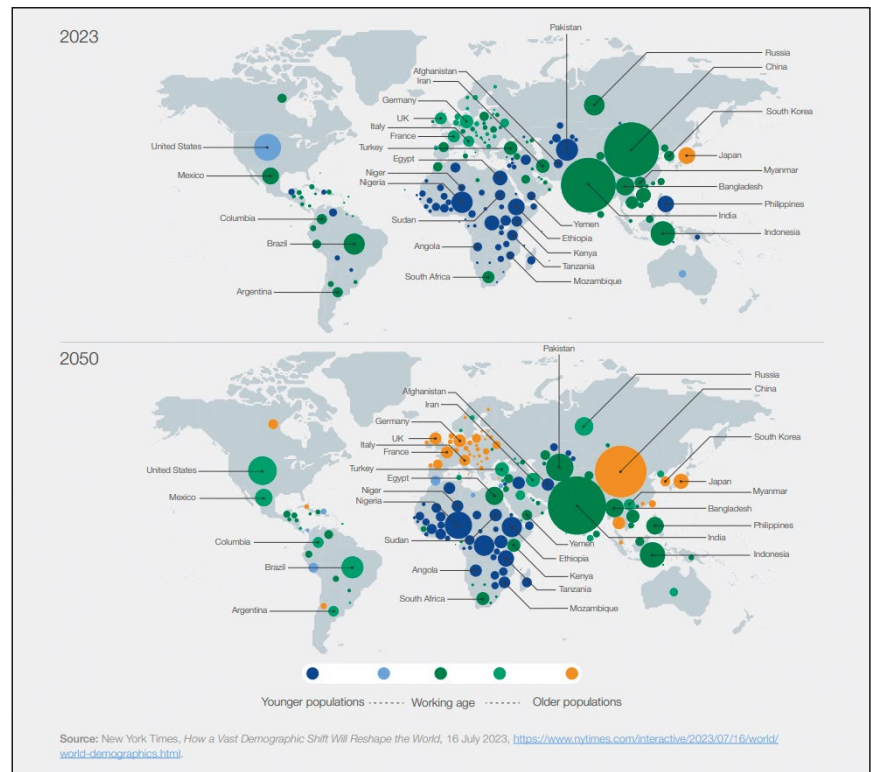 2023
Pakistan
Russia
Afghanistan
China
Iran
Germany
South Korea
UK
Italy
United States
France
Japan
Turkey
Mexico
Egypt
Myanmar
Niger
Bangladesh
Nigeria
Philippines
Columbia
India
Sudan
Yemen
Indonesia
Brazil
Ethiopia
Angola
Kenya
Tanzania
South Africa
Mozambique
Argentina
2050
Pakistan
Russia
China
Afghanistan
Iran
Germany
South Korea
UK
Italy
France
United States
Turkey
Japan
Egypt
Myanmar
Mexico
Niger
Nigeria
Bangladesh
Philippines
Columbia
Sudan
Yemen
India
Ethiopia
Indonesia
Brazil
Angola
Kenya
Tanzania
South Africa
Mozambique
Argentina
Younger populations Working age Older populations
Source: New York Times, How a Vast Demographic Shift Will Reshape the World, 16 July 2023, https://www.nytimes.com/interactive/2023/07/16/world/
world-demographics.html.